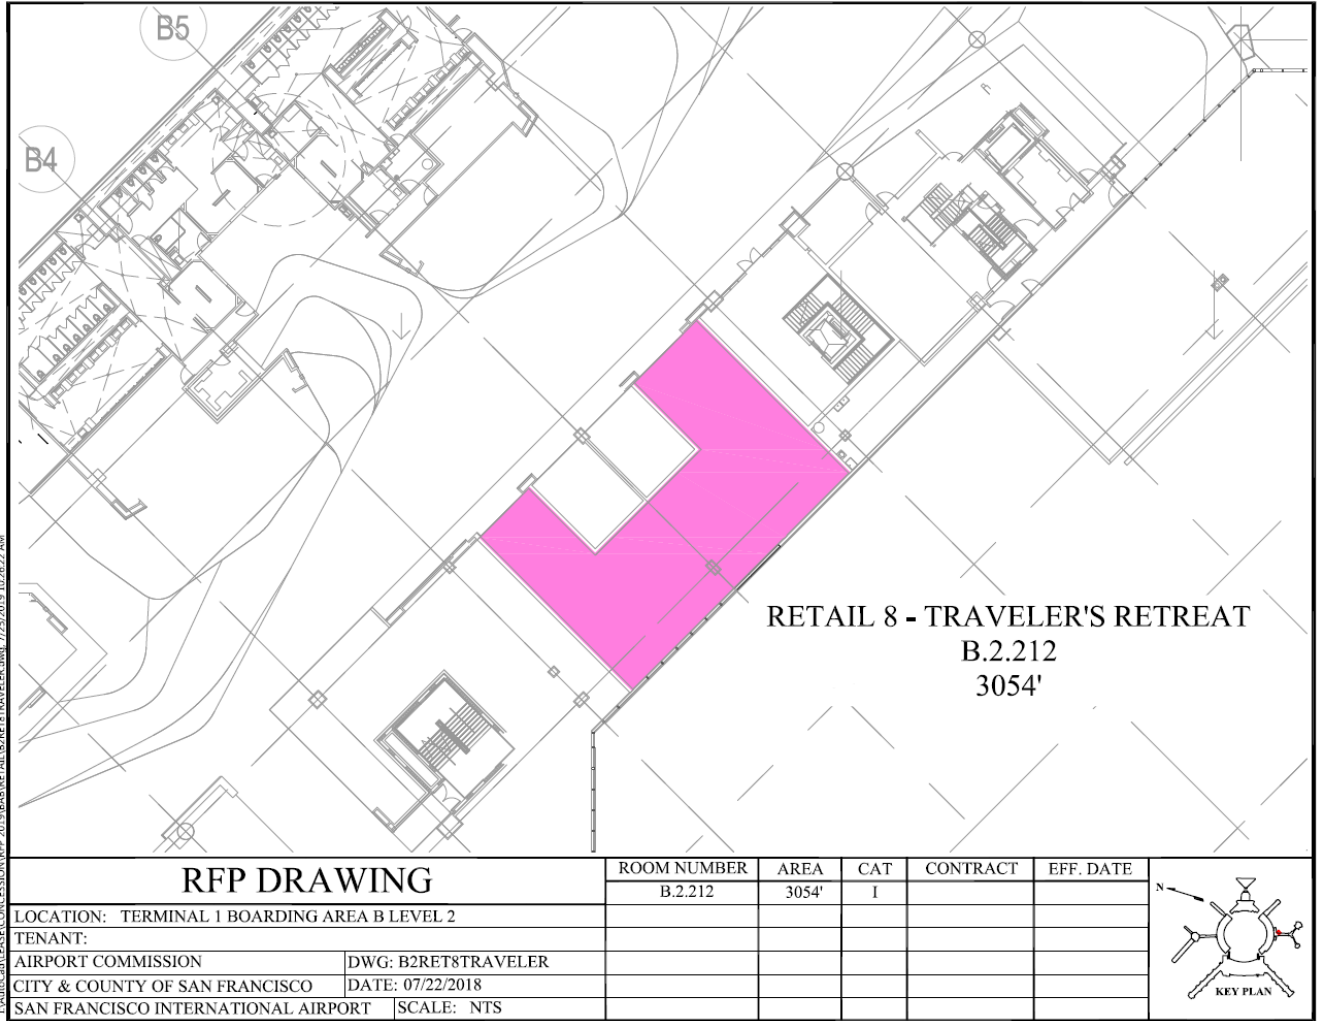 B5
B4
RETAIL 8 - TRAVELER'S RETREAT
B.2.212
3054'
RFP DRAWING
ROOM NUMBER AREA CAT CONTRACT EFF. DATE
B.2.212 3054' I
LOCATION: TERMINAL 1 BOARDING AREA B LEVEL 2
TENANT:
AIRPORT COMMISSION DWG: B2RET8TRAVELER
CITY & COUNTY OF SAN FRANCISCO DATE: 07/22/2018
SAN FRANCISCO INTERNATIONAL AIRPORT SCALE: NTS
N
KEY PLAN